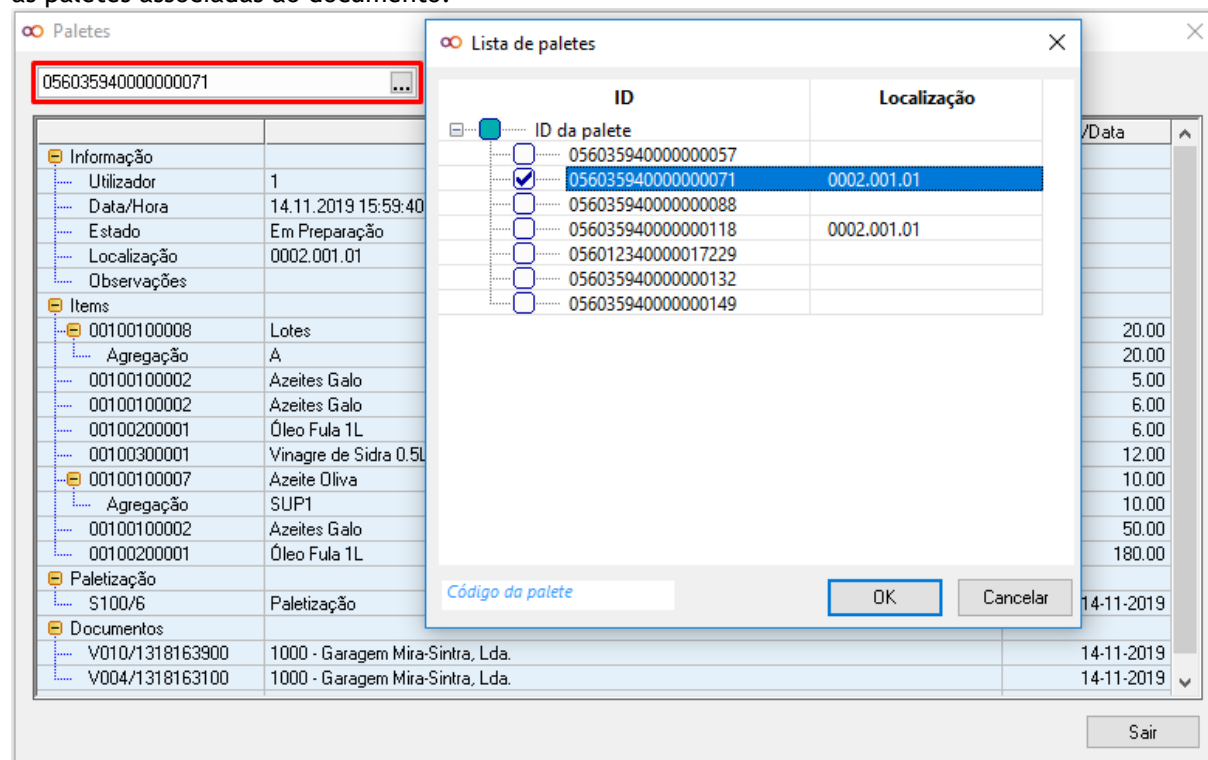 as paletes associadas ao documento.
Paletes
056035940000000071 ...
/Data
Informação
Utilizador 1
Data/Hora 14.11.2019 15:59:40
Estado Em Preparação
Localização 0002.001.01
Observações
Items
00100100008 Lotes 20.00
Agregação A 20.00
00100100002 Azeites Galo 5.00
00100100002 Azeites Galo 6.00
00100200001 Óleo Fula 1L 6.00
00100300001 Vinagre de Sidra 0.5L 12.00
00100100007 Azeite Oliva 10.00
Agregação SUP1 10.00
00100100002 Azeites Galo 50.00
00100200001 Óleo Fula 1L 180.00
Paletização
S100/6 Paletização 14-11-2019
Documentos
V010/1318163900 1000 - Garagem Mira-Sintra, Lda. 14-11-2019
V004/1318163100 1000 - Garagem Mira-Sintra, Lda. 14-11-2019
Sair
Lista de paletes
ID Localização
ID da palete
056035940000000057
056035940000000071 0002.001.01
056035940000000088
056035940000000118 0002.001.01
056012340000017229
056035940000000132
056035940000000149
Código da palete
OK Cancelar